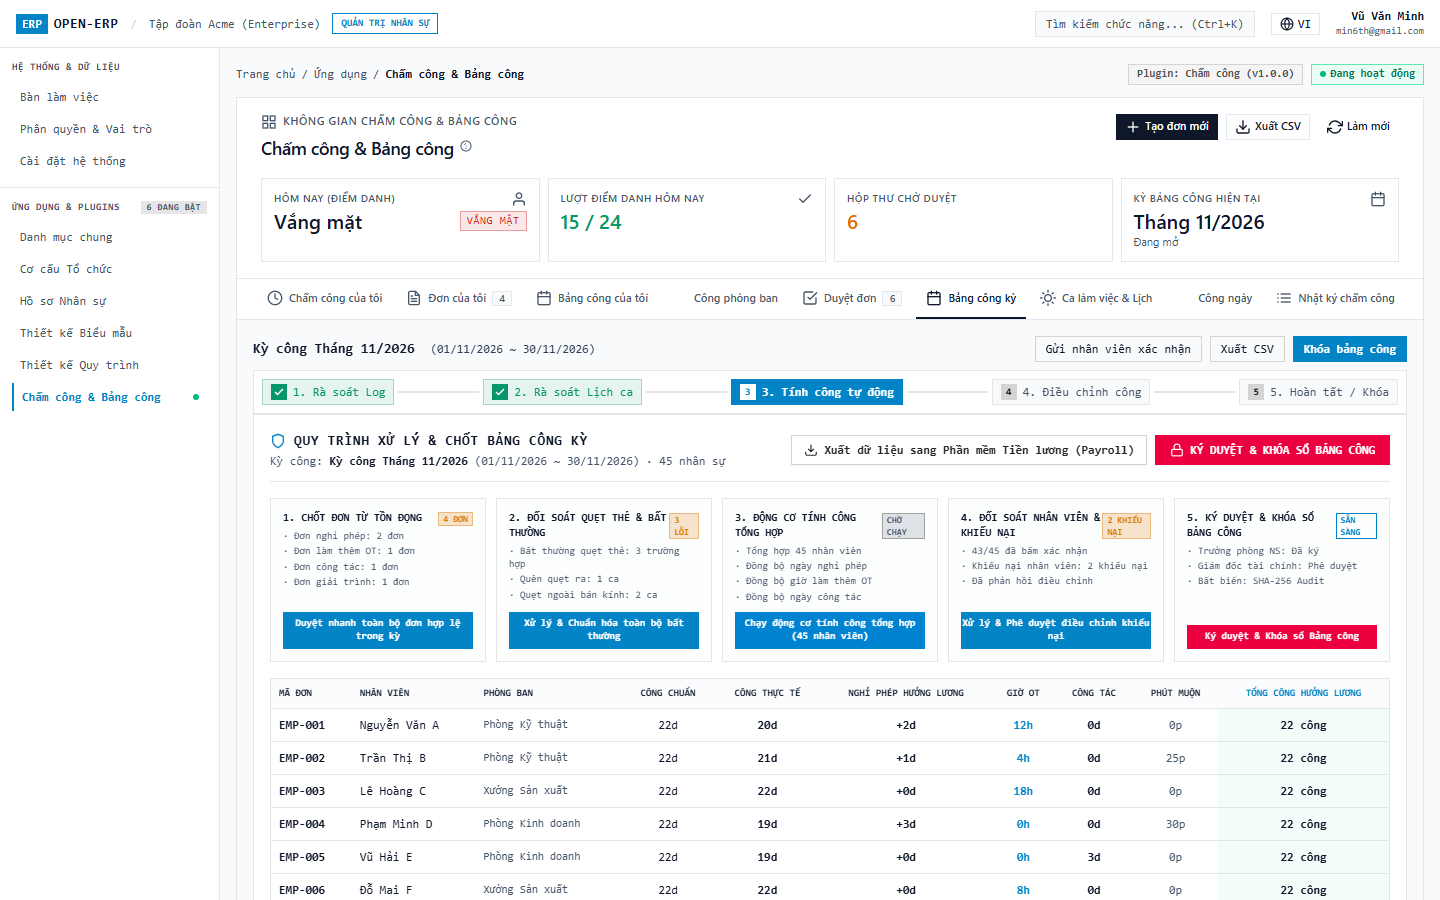 ERP OPEN-ERP / Tập đoàn Acme (Enterprise) QUẢN TRỊ NHÂN SỰ
Tìm kiếm chức năng... (Ctrl+K)
VI
Vũ Văn Minh
min6th@gmail.com
HỆ THỐNG & DỮ LIỆU
Bàn làm việc
Phân quyền & Vai trò
Cài đặt hệ thống
ỨNG DỤNG & PLUGINS 6 ĐANG BẬT
Danh mục chung
Cơ cấu Tổ chức
Hồ sơ Nhân sự
Thiết kế Biểu mẫu
Thiết kế Quy trình
Chấm công & Bảng công
Trang chủ / Ứng dụng / Chấm công & Bảng công
Plugin: Chấm công (v1.0.0) Đang hoạt động
KHÔNG GIAN CHẤM CÔNG & BẢNG CÔNG
Chấm công & Bảng công
Tạo đơn mới Xuất CSV Làm mới
HÔM NAY (ĐIỂM DANH)
Vắng mặt VẮNG MẶT
LƯỢT ĐIỂM DANH HÔM NAY
15 / 24
HỘP THƯ CHỜ DUYỆT
6
KỲ BẢNG CÔNG HIỆN TẠI
Tháng 11/2026
Đang mở
Chấm công của tôi Đơn của tôi 4 Bảng công của tôi Công phòng ban Duyệt đơn 6 Bảng công kỳ Ca làm việc & Lịch Công ngày Nhật ký chấm công
Kỳ công Tháng 11/2026 (01/11/2026 ~ 30/11/2026)
Gửi nhân viên xác nhận Xuất CSV Khóa bảng công
1. Rà soát Log 2. Rà soát Lịch ca 3 3. Tính công tự động 4 4. Điều chỉnh công 5 5. Hoàn tất / Khóa
QUY TRÌNH XỬ LÝ & CHỐT BẢNG CÔNG KỲ
Kỳ công: Kỳ công Tháng 11/2026 (01/11/2026 ~ 30/11/2026) · 45 nhân sự
Xuất dữ liệu sang Phần mềm Tiền lương (Payroll) KÝ DUYỆT & KHÓA SỔ BẢNG CÔNG
1. CHỐT ĐƠN TỪ TỒN ĐỌNG 4 ĐƠN
· Đơn nghỉ phép: 2 đơn
· Đơn làm thêm OT: 1 đơn
· Đơn công tác: 1 đơn
· Đơn giải trình: 1 đơn
Duyệt nhanh toàn bộ đơn hợp lệ
trong kỳ
2. ĐỐI SOÁT QUẸT THẺ & BẤT
THƯỜNG
3
LỖI
· Bất thường quẹt thẻ: 3 trường
hợp
· Quên quẹt ra: 1 ca
· Quẹt ngoài bán kính: 2 ca
Xử lý & Chuẩn hóa toàn bộ bất
thường
3. ĐỘNG CƠ TÍNH CÔNG
TỔNG HỢP
CHỜ
CHẠY
· Tổng hợp 45 nhân viên
· Đồng bộ ngày nghỉ phép
· Đồng bộ giờ làm thêm OT
· Đồng bộ ngày công tác
Chạy động cơ tính công tổng hợp
(45 nhân viên)
4. ĐỐI SOÁT NHÂN VIÊN &
KHIẾU NẠI
2 KHIẾU
NẠI
· 43/45 đã bấm xác nhận
· Khiếu nại nhân viên: 2 khiếu nại
· Đã phản hồi điều chỉnh
Xử lý & Phê duyệt điều chỉnh khiếu
nại
5. KÝ DUYỆT & KHÓA SỔ
BẢNG CÔNG
SẴN
SÀNG
· Trưởng phòng NS: Đã ký
· Giám đốc tài chính: Phê duyệt
· Bất biến: SHA-256 Audit
Ký duyệt & Khóa sổ Bảng công
MÃ ĐƠN NHÂN VIÊN PHÒNG BAN CÔNG CHUẨN CÔNG THỰC TẾ NGHỈ PHÉP HƯỞNG LƯƠNG GIỜ OT CÔNG TÁC PHÚT MUỘN TỔNG CÔNG HƯỞNG LƯƠNG
EMP-001 Nguyễn Văn A Phòng Kỹ thuật 22d 20d +2d 12h 0d 0p 22 công
EMP-002 Trần Thị B Phòng Kỹ thuật 22d 21d +1d 4h 0d 25p 22 công
EMP-003 Lê Hoàng C Xưởng Sản xuất 22d 22d +0d 18h 0d 0p 22 công
EMP-004 Phạm Minh D Phòng Kinh doanh 22d 19d +3d 0h 0d 30p 22 công
EMP-005 Vũ Hải E Phòng Kinh doanh 22d 19d +0d 0h 3d 0p 22 công
EMP-006 Đỗ Mai F Xưởng Sản xuất 22d 22d +0d 8h 0d 0p 22 công